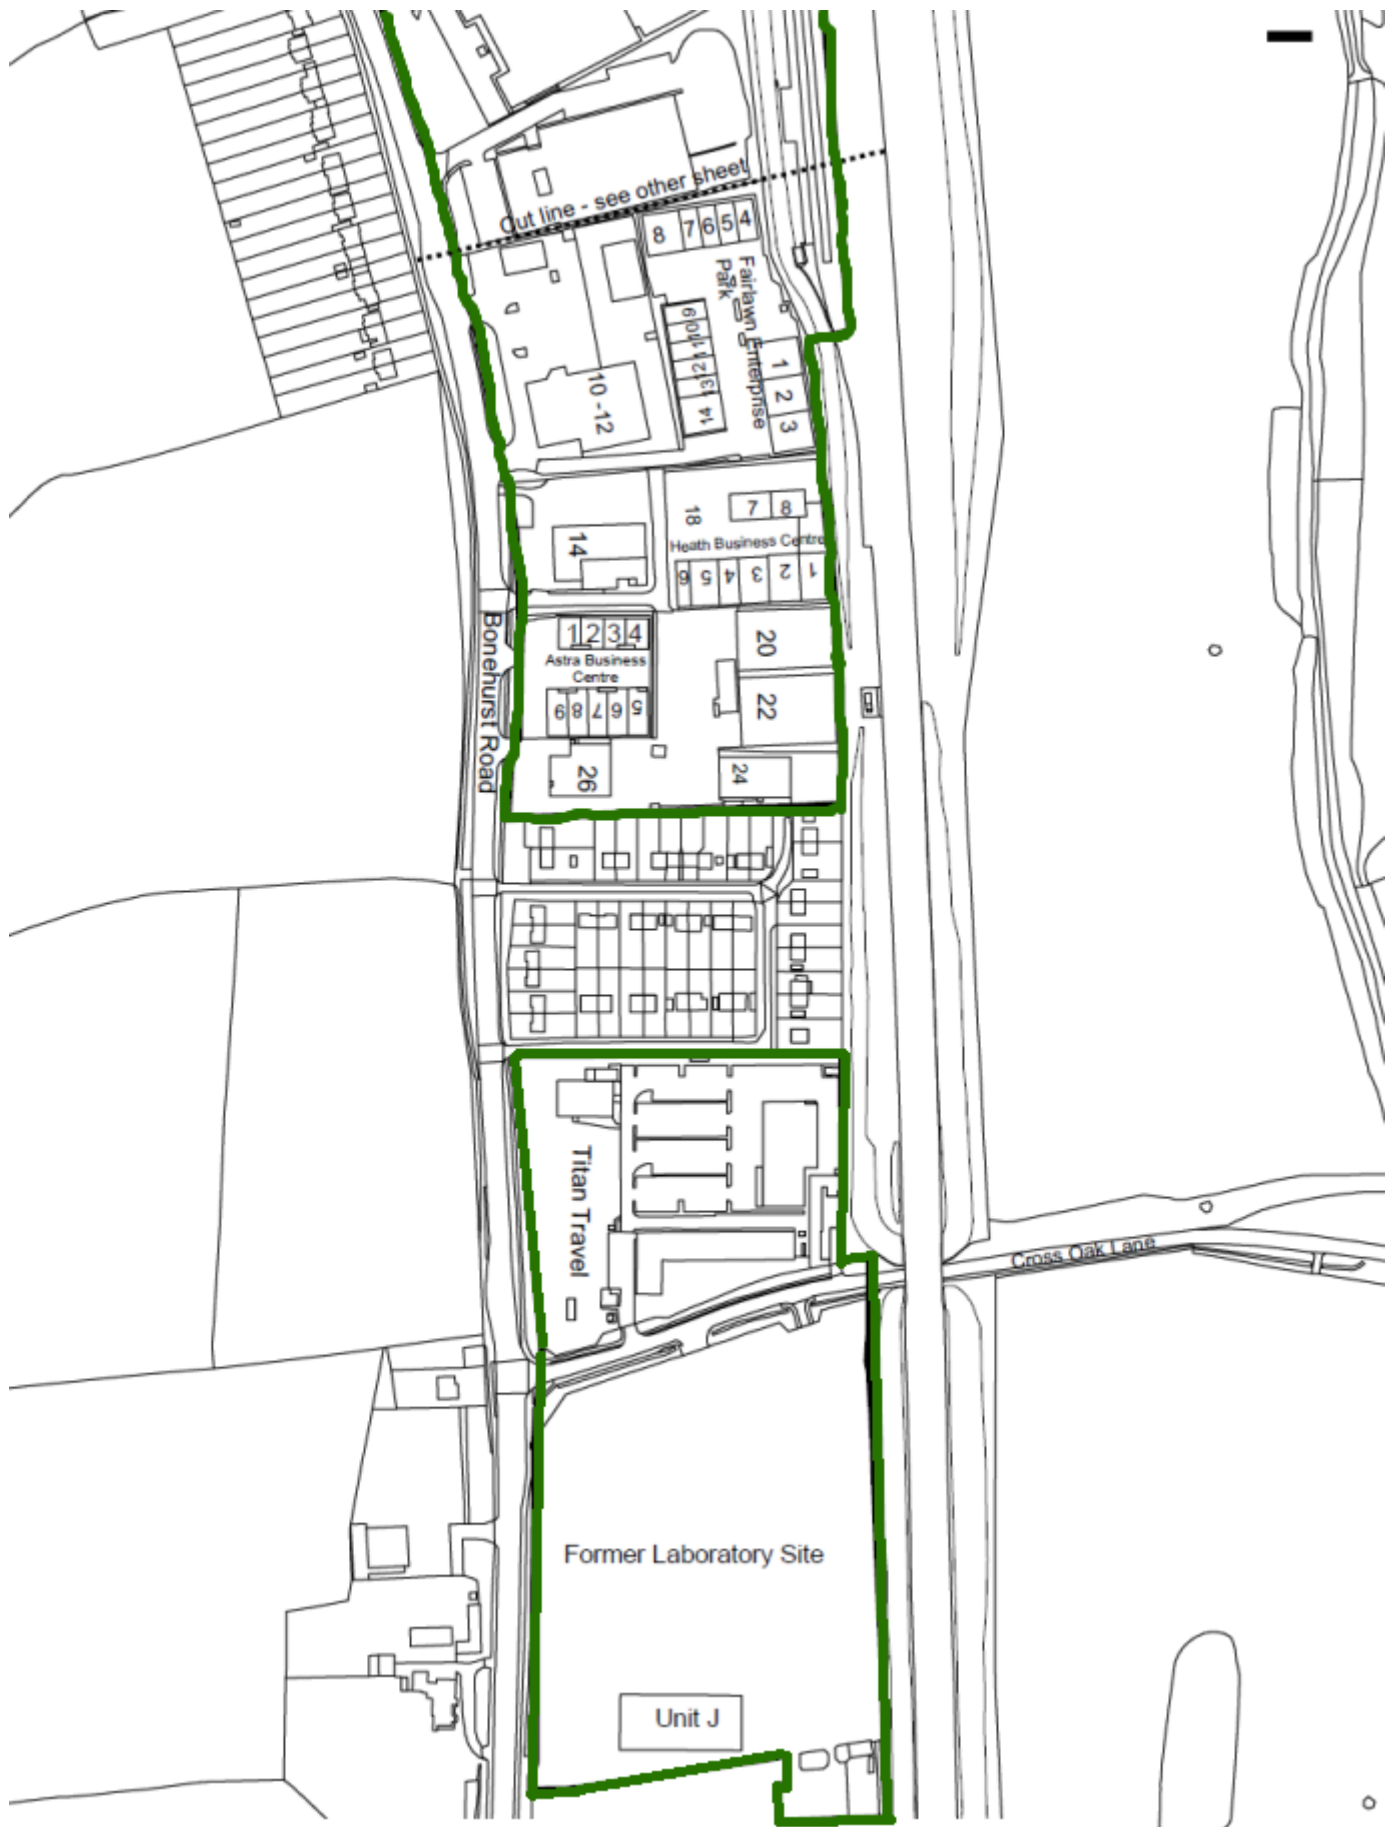 Cut line - see other sheet
8 7 6 5 4
Fairlawn Enterprise
Park
9 10 11 12 13 14
1
2
3
10 -12
14
18
7 8
Heath Business Centre
6 5 4 3 2 1
Bonehurst Road
1 2 3 4
Astra Business
Centre
9 8 7 6 5
20
22
24
26
Titan Travel
Cross Oak Lane
Former Laboratory Site
Unit J